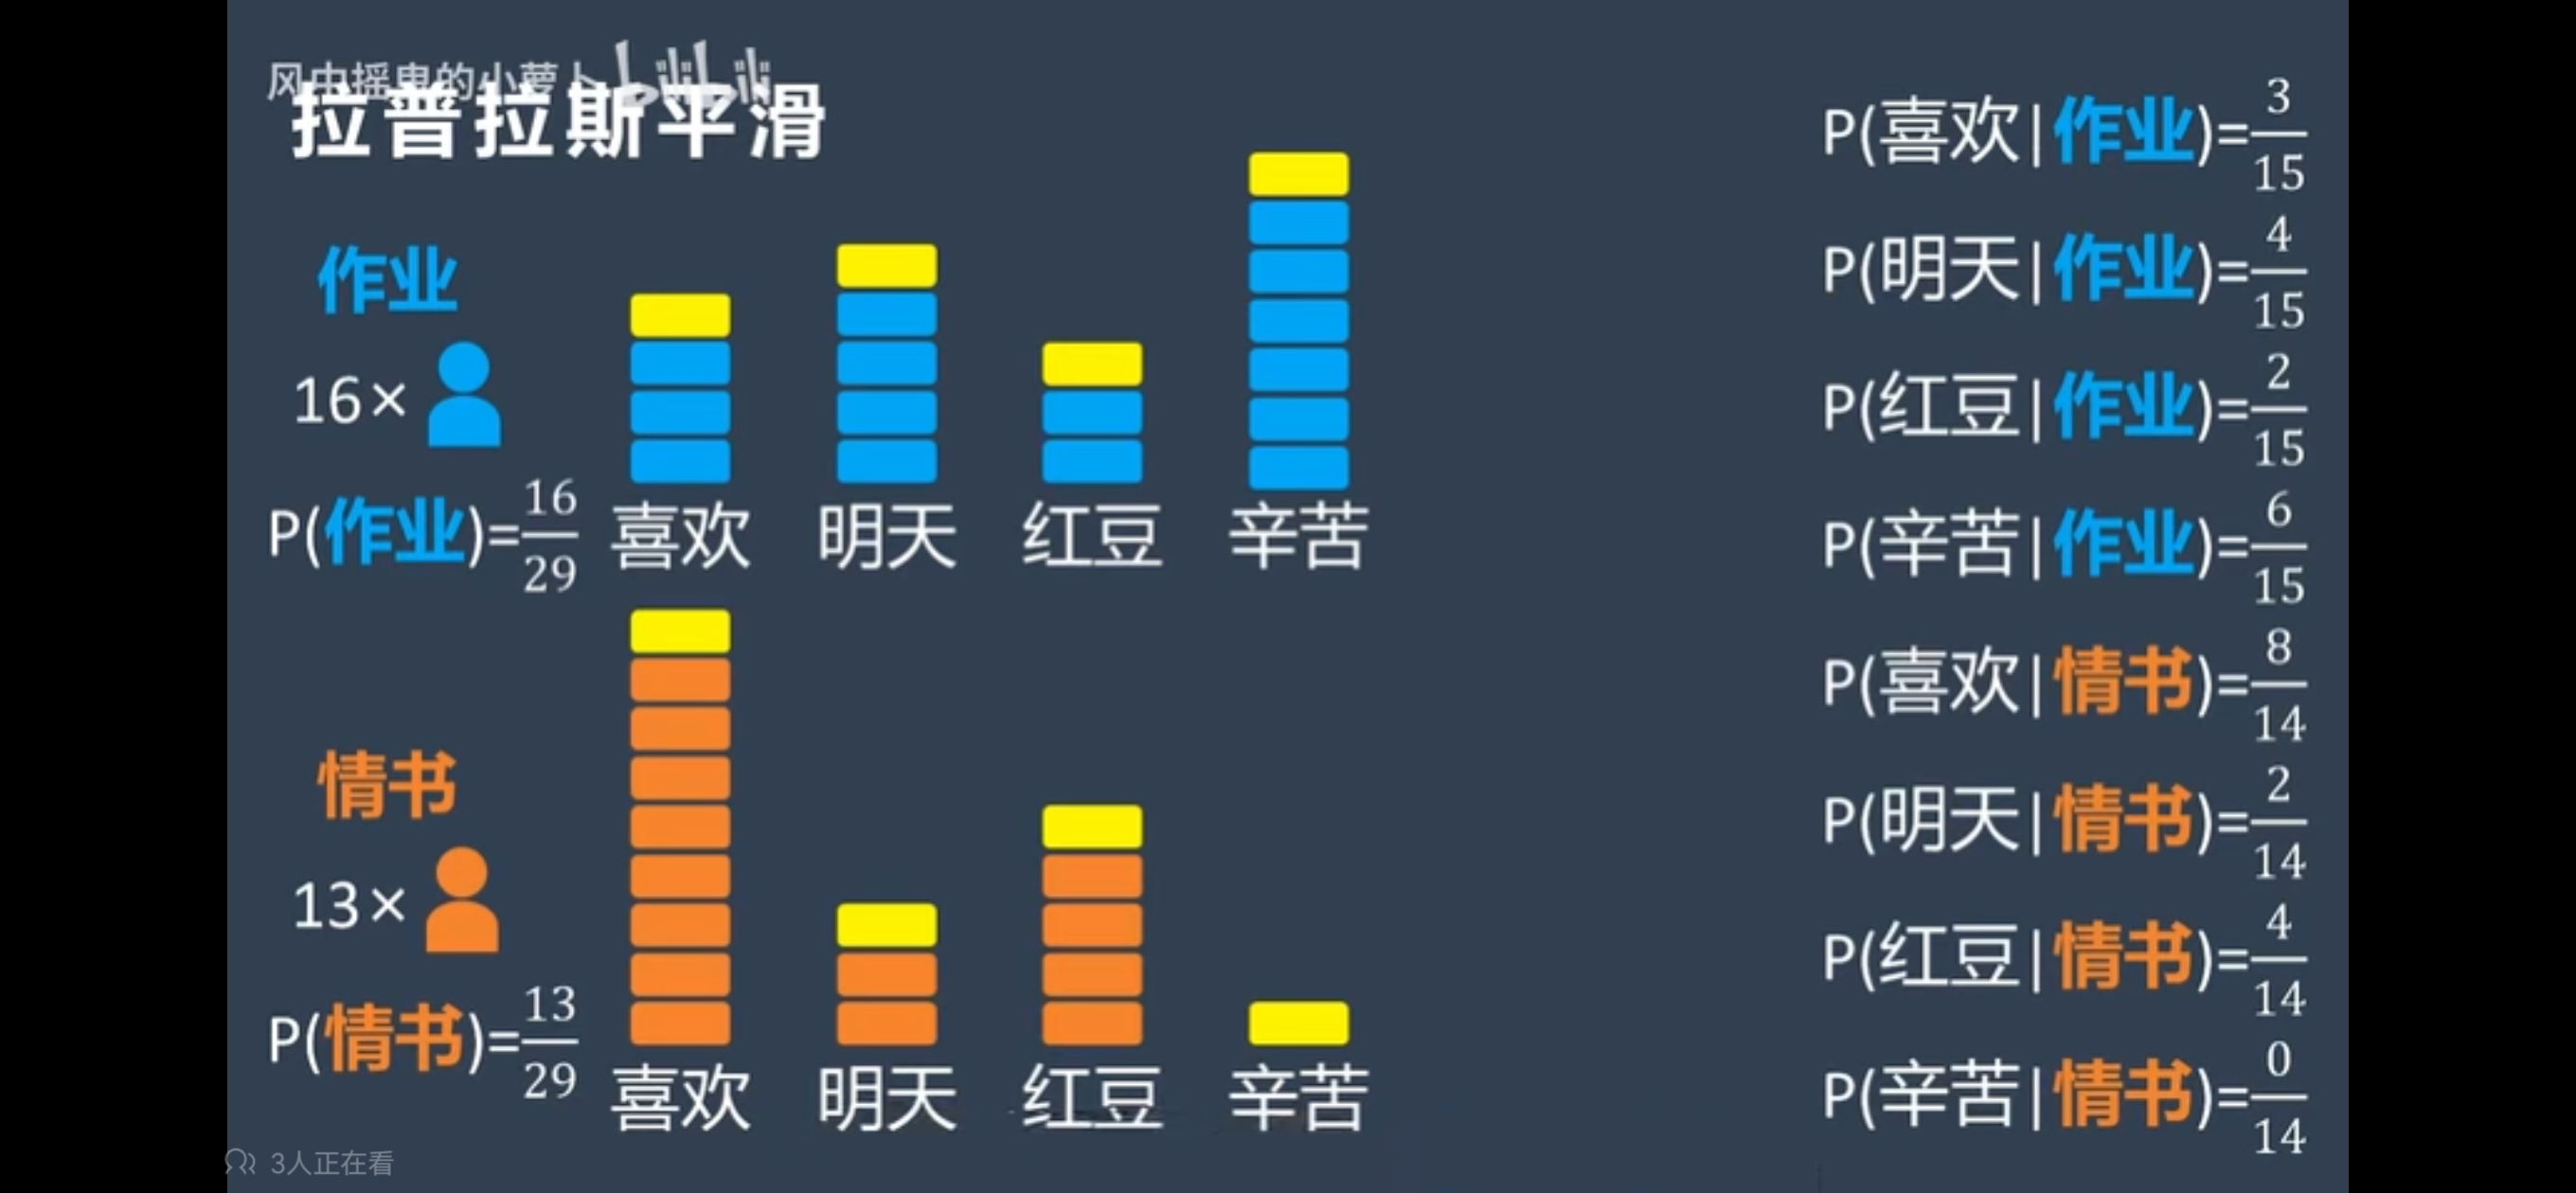 风中摇曳的小萝卜 bilibili
拉普拉斯平滑
作业
16×
P(作业)=16/29
喜欢 明天 红豆 辛苦
情书
13×
P(情书)=13/29
喜欢 明天 红豆 辛苦
P(喜欢|作业)=3/15
P(明天|作业)=4/15
P(红豆|作业)=2/15
P(辛苦|作业)=6/15
P(喜欢|情书)=8/14
P(明天|情书)=2/14
P(红豆|情书)=4/14
P(辛苦|情书)=0/14
3人正在看